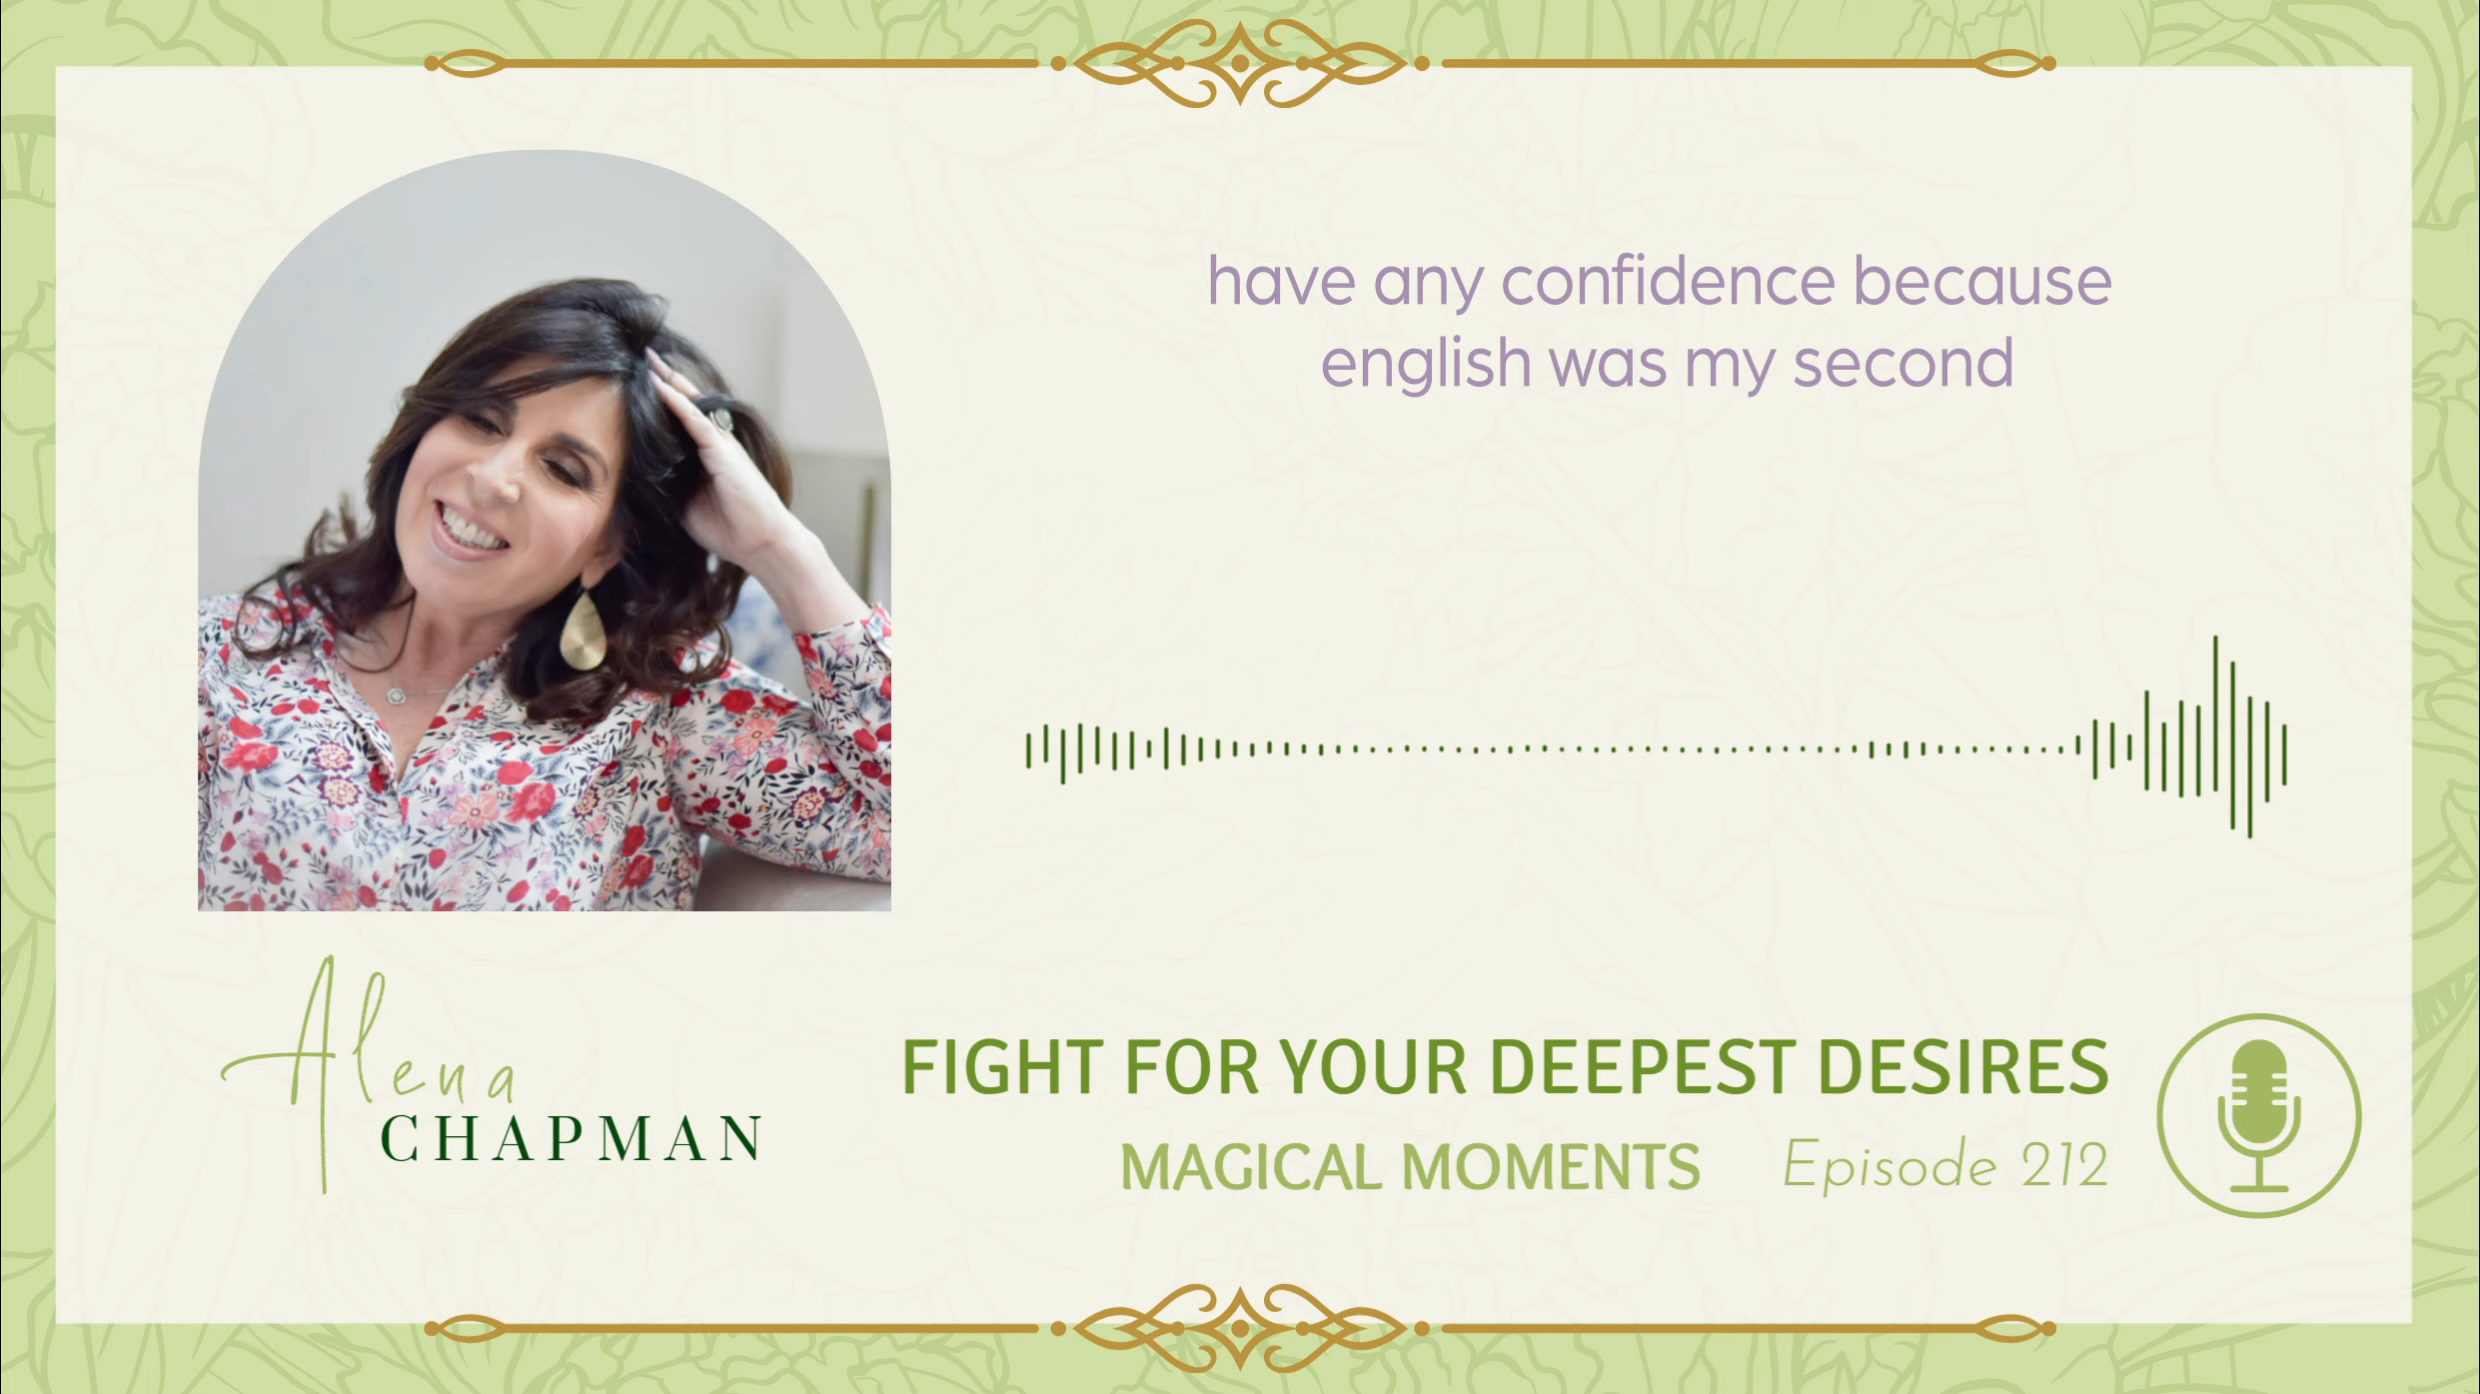 have any confidence because
english was my second
Alena
CHAPMAN
FIGHT FOR YOUR DEEPEST DESIRES
MAGICAL MOMENTS Episode 212